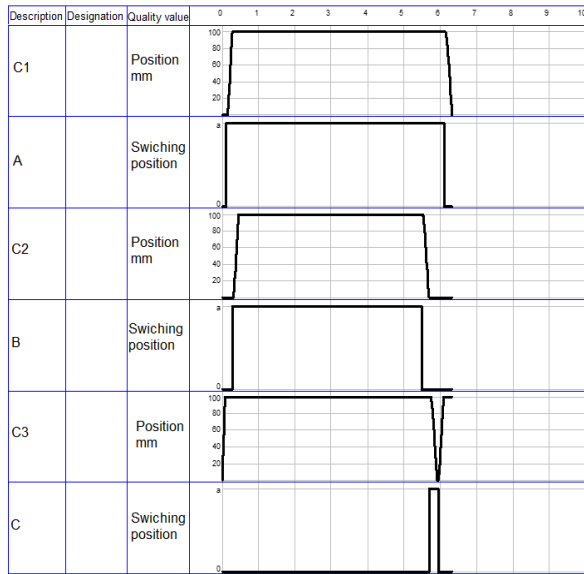 Description Designation Quality value 0 1 2 3 4 5 6 7 8 9 10
C1 Position
mm
100
80
60
40
20
A Swiching
position
a
0
C2 Position
mm
100
80
60
40
20
B Swiching
position
a
0
C3 Position
mm
100
80
60
40
20
C Swiching
position
a
0